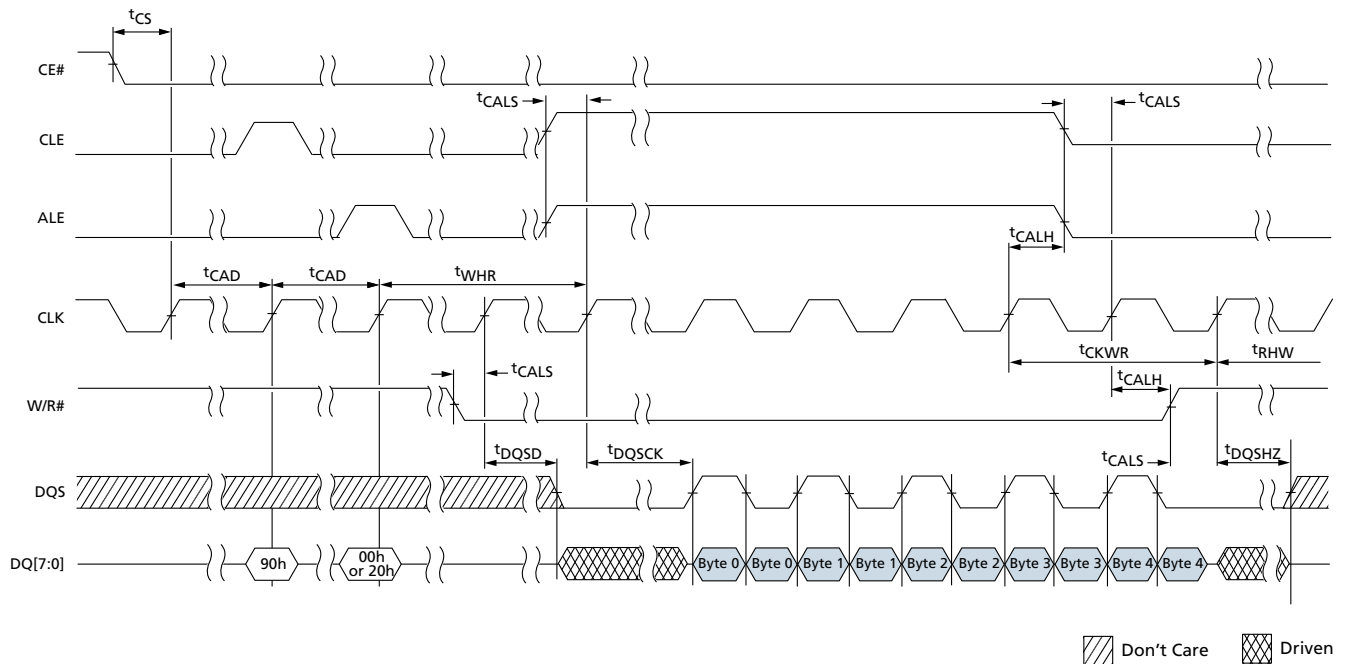 tCS
CE#
tCALS
tCALS
CLE
ALE
tCALH
tCAD
tCAD
tWHR
CLK
tCKWR
tRHW
tCALS
tCALH
W/R#
tDQSD
tDQSCK
tCALS
tDQSHZ
DQS
DQ[7:0]
90h
00h
or 20h
Byte 0
Byte 0
Byte 1
Byte 1
Byte 2
Byte 2
Byte 3
Byte 3
Byte 4
Byte 4
Don't Care
Driven